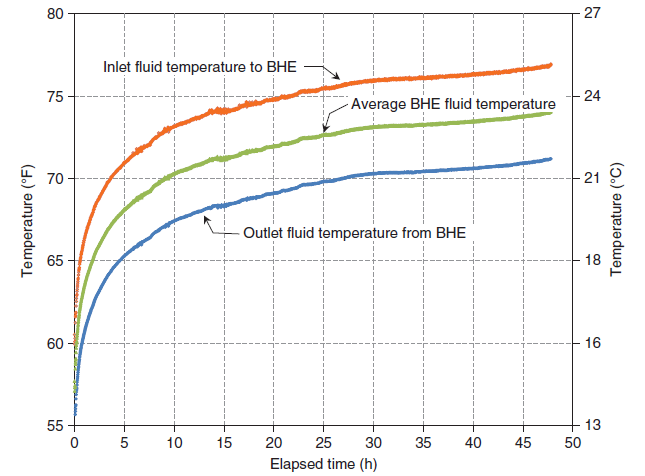 80
27
Inlet fluid temperature to BHE
75
24
Average BHE fluid temperature
70
21
Outlet fluid temperature from BHE
65
18
60
16
55
13
Temperature (°F)
Temperature (°C)
0 5 10 15 20 25 30 35 40 45 50
Elapsed time (h)